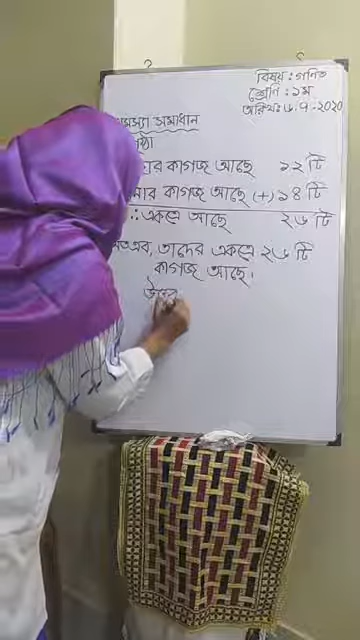 বিষয়ঃ গণিত
শ্রেণিঃ ১ম
তারিখঃ ৬.৭.2020
সমস্যা সমাধান
কাগজ আছে ১২ টি
কাগজ আছে (+) ১৪ টি
∴ একত্রে আছে ২৬ টি
অতএব, তাদের একত্রে ২৬ টি
কাগজ আছে।